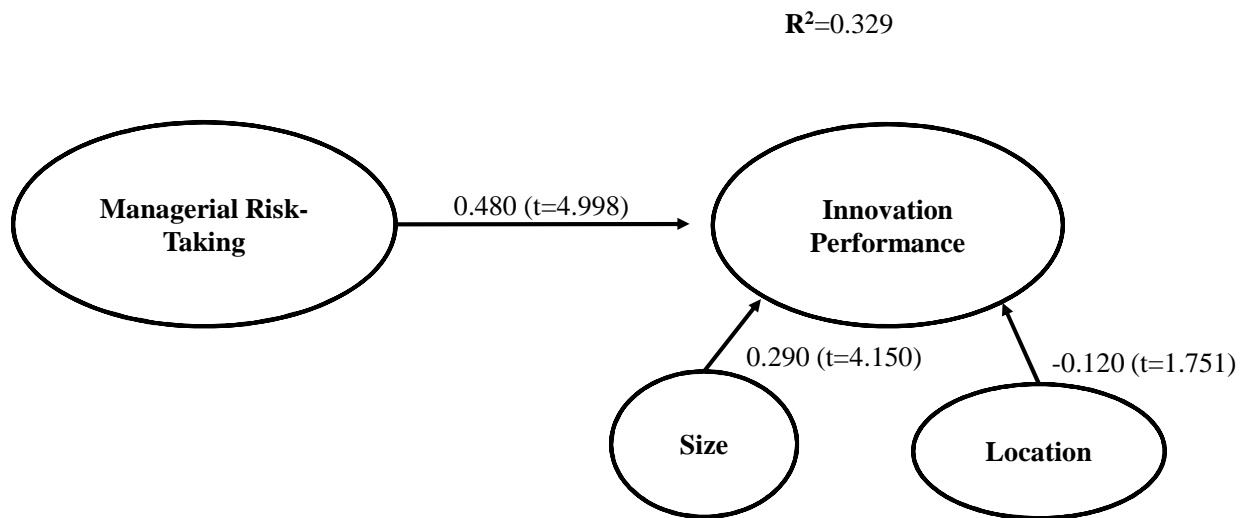 R²=0.329
Managerial Risk-
Taking
0.480 (t=4.998)
Innovation
Performance
0.290 (t=4.150)
-0.120 (t=1.751)
Size
Location